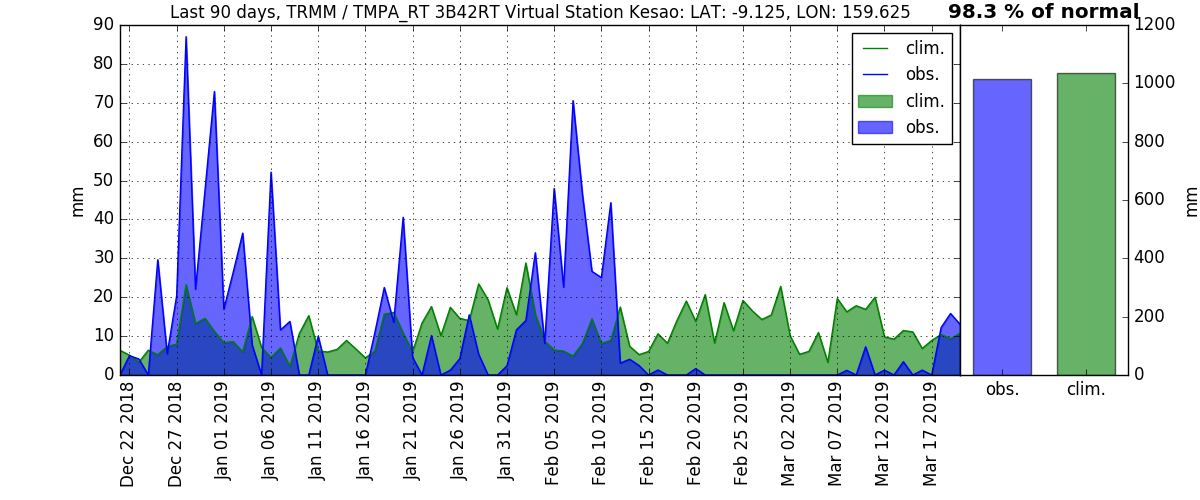 Last 90 days, TRMM / TMPA_RT 3B42RT Virtual Station Kesao: LAT: -9.125, LON: 159.625
98.3 % of normal
90
80
70
60
50
40
30
20
10
0
mm
clim.
obs.
clim.
obs.
1200
1000
800
600
400
200
0
mm
obs.
clim.
Dec 22 2018
Dec 27 2018
Jan 01 2019
Jan 06 2019
Jan 11 2019
Jan 16 2019
Jan 21 2019
Jan 26 2019
Jan 31 2019
Feb 05 2019
Feb 10 2019
Feb 15 2019
Feb 20 2019
Feb 25 2019
Mar 02 2019
Mar 07 2019
Mar 12 2019
Mar 17 2019